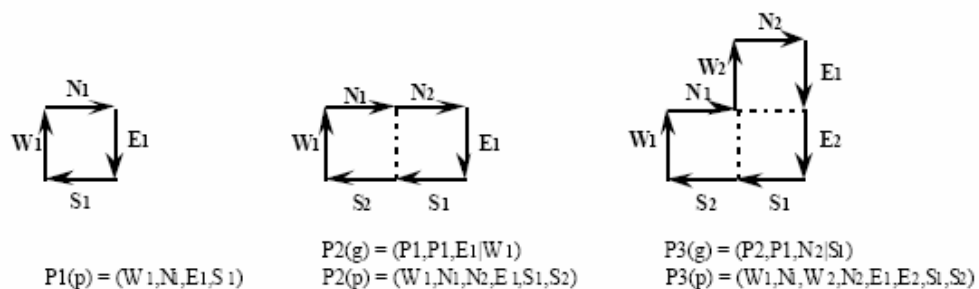 N1
W1
E1
S1
N1
N2
W1
E1
S2
S1
N2
W2
E1
N1
W1
E2
S2
S1
P2(g) = (P1,P1,E1|W1)
P3(g) = (P2,P1,N2|S1)
P1(p) = (W1,N1,E1,S1)
P2(p) = (W1,N1,N2,E1,S1,S2)
P3(p) = (W1,N1,W2,N2,E1,E2,S1,S2)